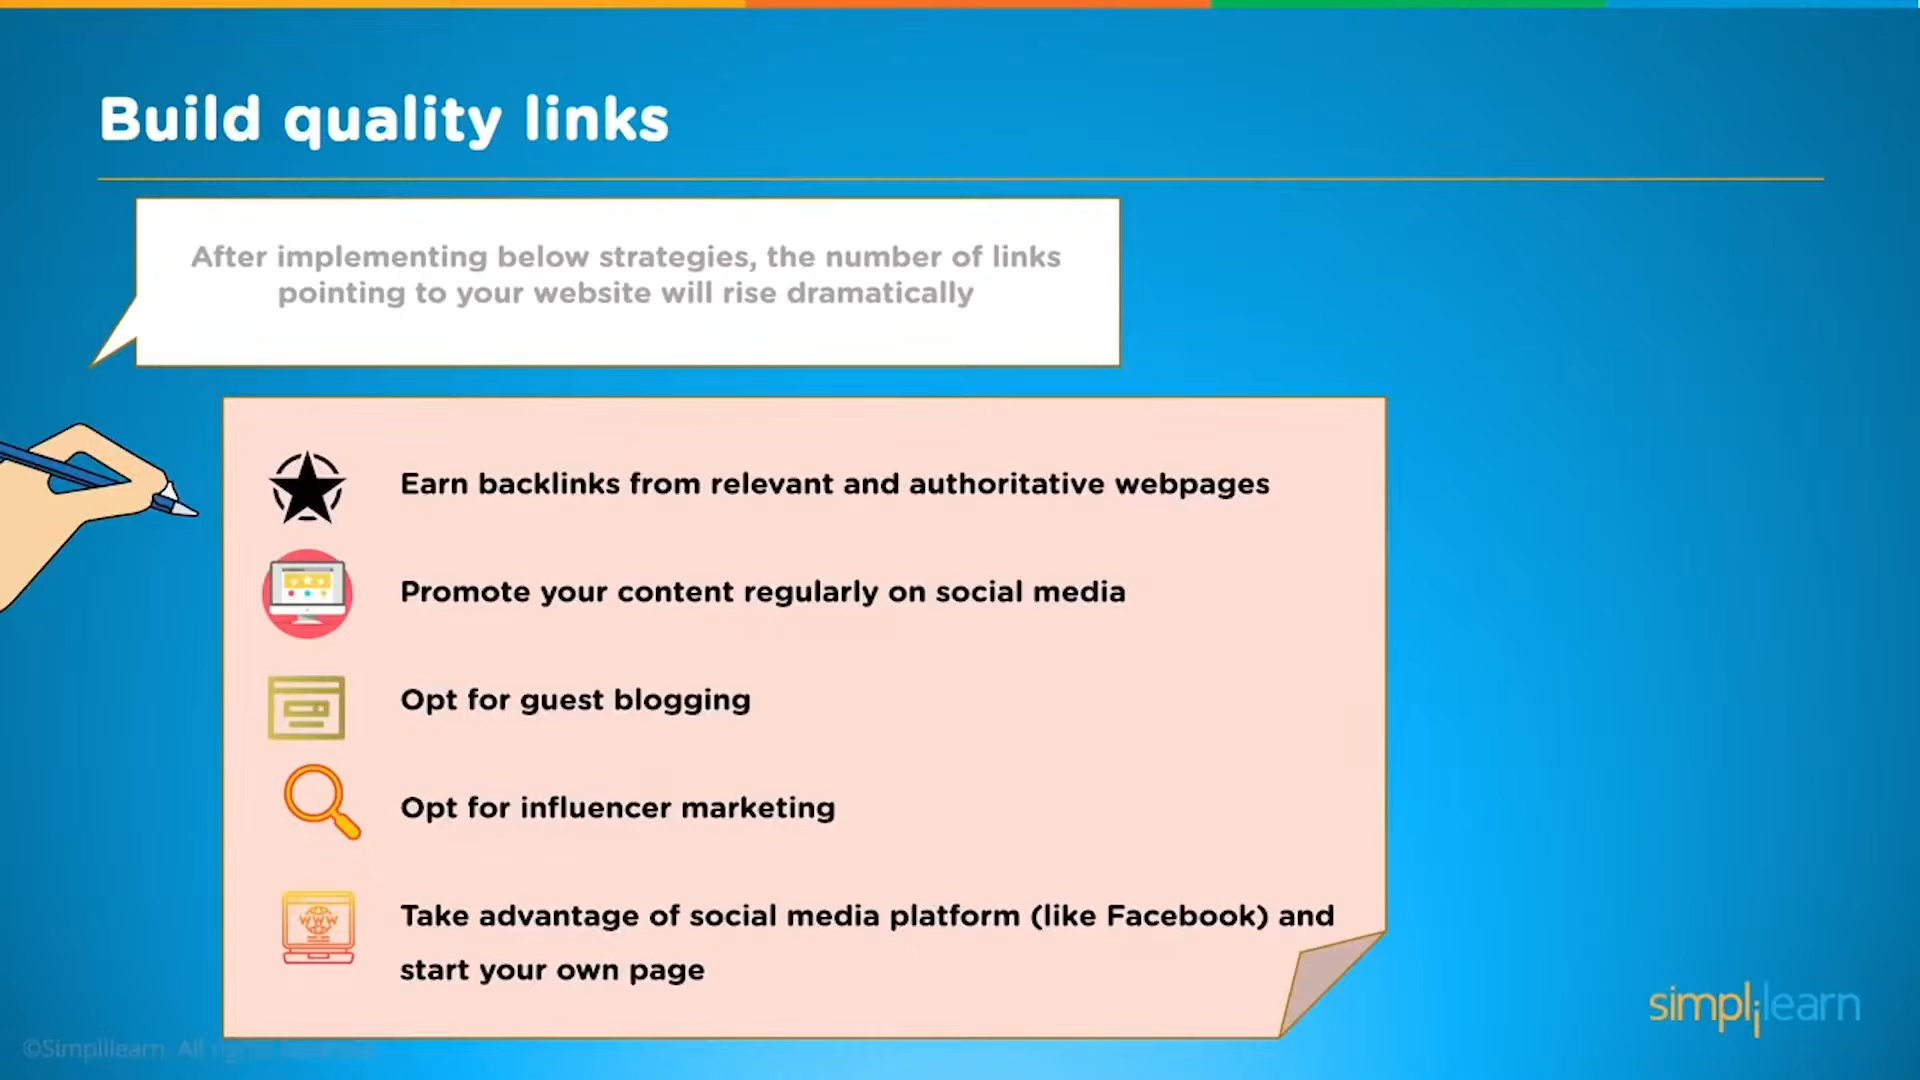 Build quality links
After implementing below strategies, the number of links
pointing to your website will rise dramatically
Earn backlinks from relevant and authoritative webpages
Promote your content regularly on social media
Opt for guest blogging
Opt for influencer marketing
WWW
Take advantage of social media platform (like Facebook) and
start your own page
simplilearn
©Simplilearn. All rights